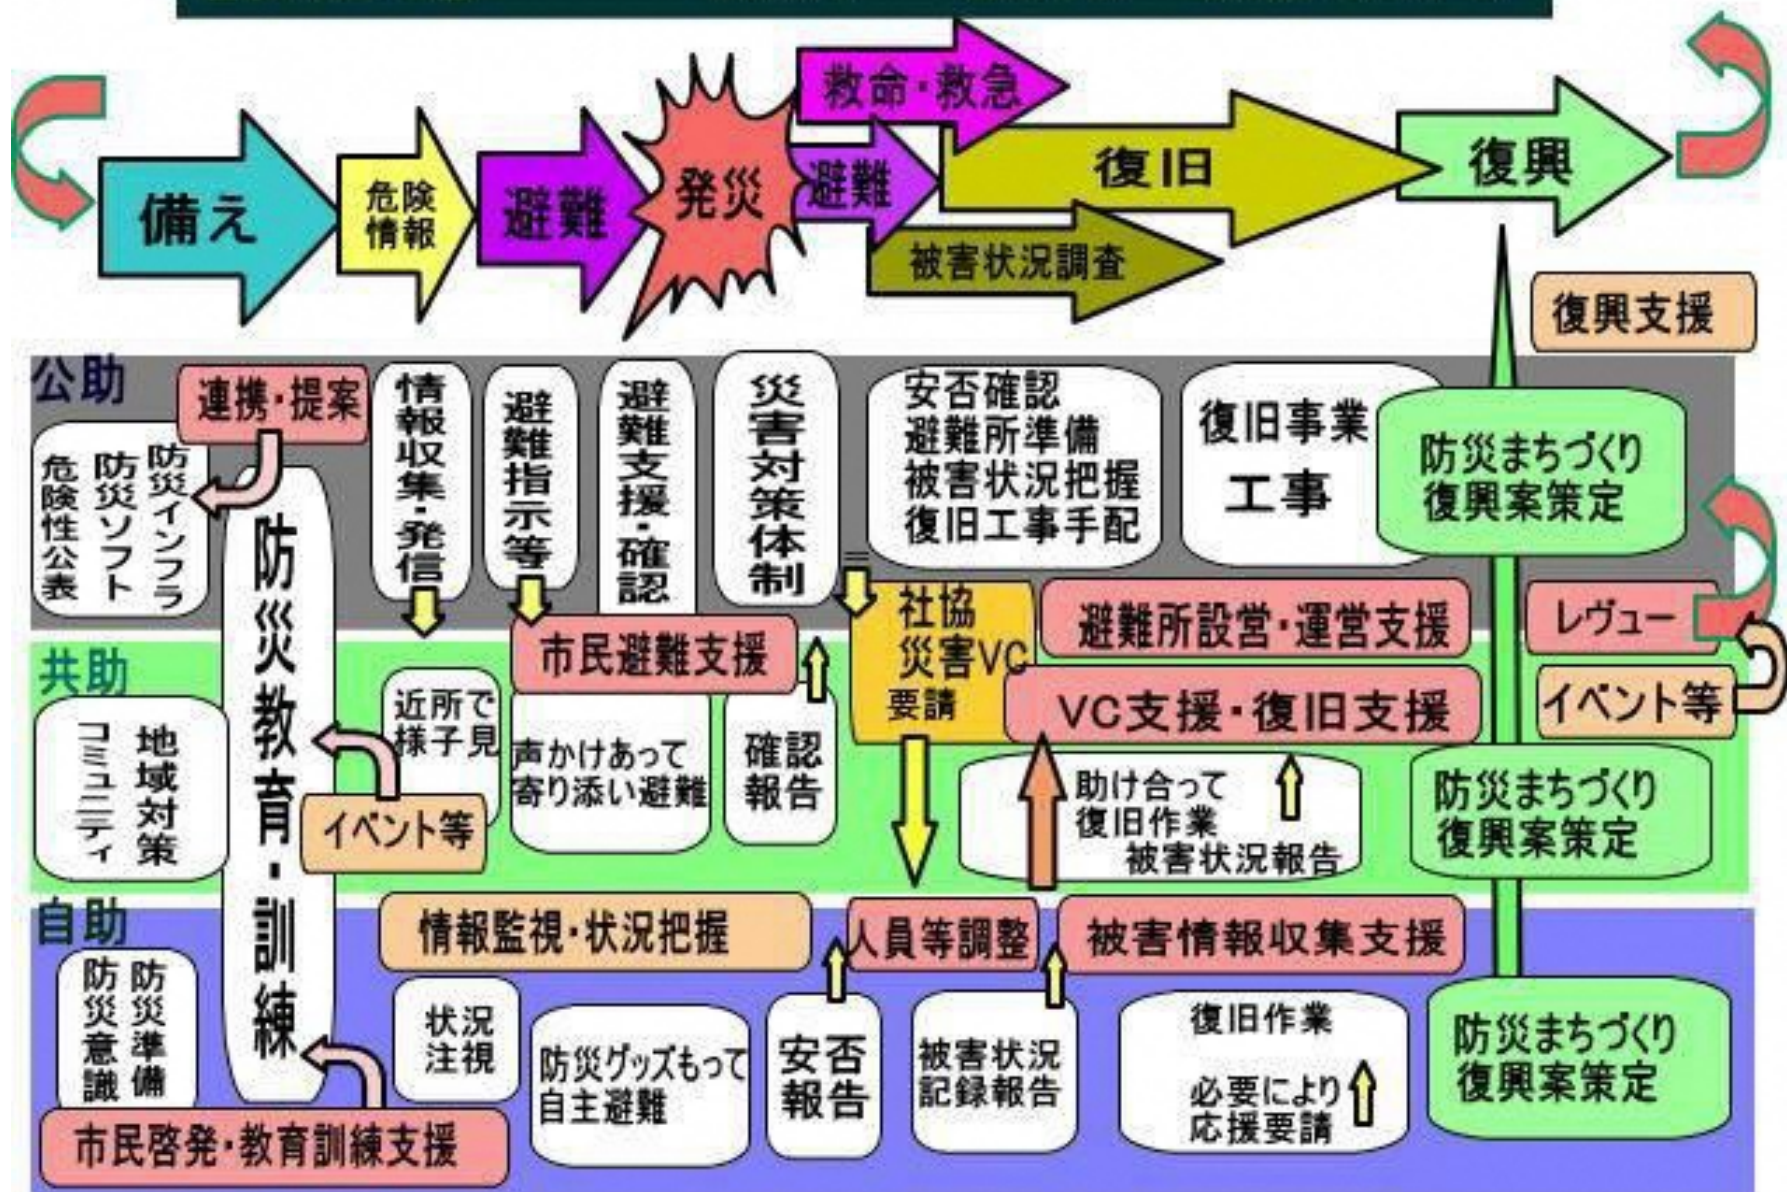 救命・救急
備え
危険
情報
避難
発災
避難
復旧
復興
被害状況調査
復興支援
公助
連携・提案
防災インフラ
防災ソフト
危険性公表
情報収集・発信
避難指示等
避難支援・確認
災害対策体制
安否確認
避難所準備
被害状況把握
復旧工事手配
復旧事業
工事
防災まちづくり
復興案策定
防災教育・訓練
社協
災害VC
要請
避難所設営・運営支援
レヴュー
共助
市民避難支援
VC支援・復旧支援
イベント等
地域対策
コミュニティ
近所で
様子見
声かけあって
寄り添い避難
確認
報告
イベント等
助け合って
復旧作業
被害状況報告
防災まちづくり
復興案策定
自助
情報監視・状況把握
人員等調整
被害情報収集支援
防災準備
防災意識
状況
注視
防災グッズもって
自主避難
安否
報告
被害状況
記録報告
復旧作業
必要により
応援要請
防災まちづくり
復興案策定
市民啓発・教育訓練支援